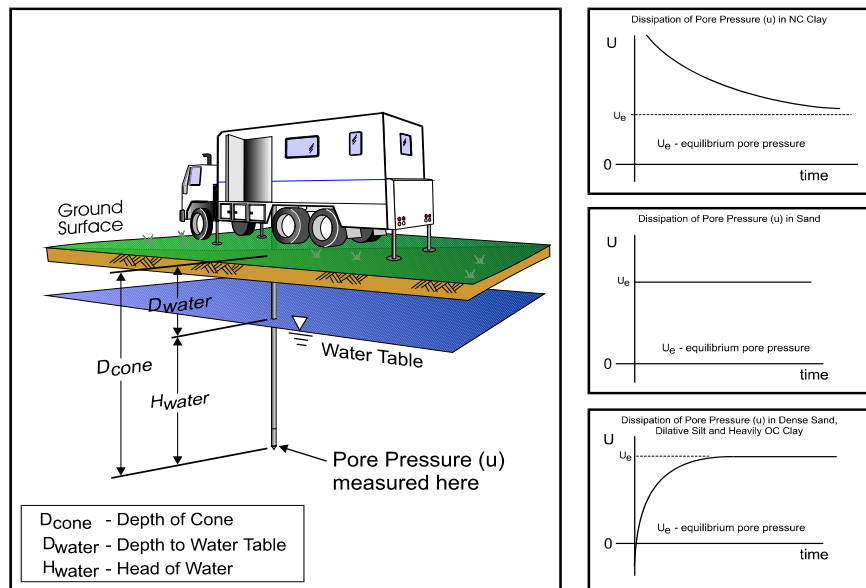 Ground
Surface
Dwater
Dcone
Hwater
Water Table
Pore Pressure (u)
measured here
Dcone - Depth of Cone
Dwater - Depth to Water Table
Hwater - Head of Water
Dissipation of Pore Pressure (u) in NC Clay
U
Ue
Ue - equilibrium pore pressure
0
time
Dissipation of Pore Pressure (u) in Sand
U
Ue
Ue - equilibrium pore pressure
0
time
Dissipation of Pore Pressure (u) in Dense Sand,
Dilative Silt and Heavily OC Clay
U
Ue
Ue - equilibrium pore pressure
0
time